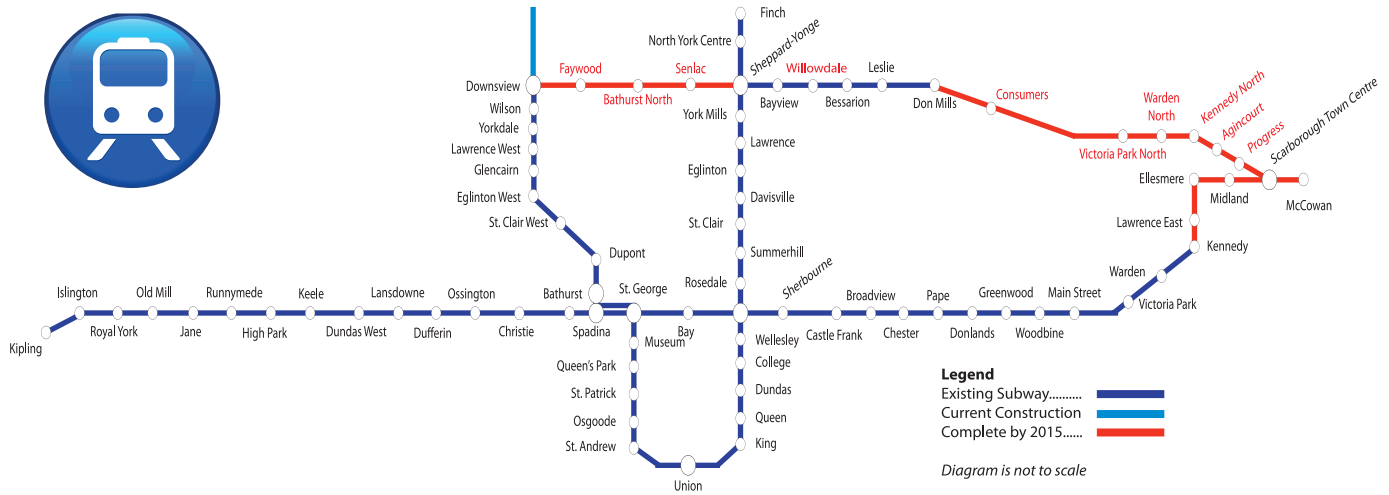 Finch
North York Centre
Sheppard-Yonge
Downsview
Faywood
Bathurst North
Senlac
Willowdale
Leslie
Bayview
Bessarion
Don Mills
Consumers
Victoria Park North
Warden
North
Kennedy North
Agincourt
Progress
Scarborough Town Centre
Wilson
Yorkdale
Lawrence West
Glencairn
Eglinton West
St. Clair West
Dupont
York Mills
Lawrence
Eglinton
Davisville
St. Clair
Summerhill
Rosedale
Ellesmere
Midland
McCowan
Lawrence East
Kennedy
Warden
Victoria Park
Kipling
Islington
Royal York
Old Mill
Jane
Runnymede
High Park
Keele
Dundas West
Lansdowne
Dufferin
Ossington
Christie
Bathurst
Spadina
St. George
Bay
Sherbourne
Castle Frank
Broadview
Chester
Pape
Donlands
Greenwood
Woodbine
Main Street
Museum
Queen's Park
St. Patrick
Osgoode
St. Andrew
Union
Wellesley
College
Dundas
Queen
King
Legend
Existing Subway..........
Current Construction
Complete by 2015......
Diagram is not to scale